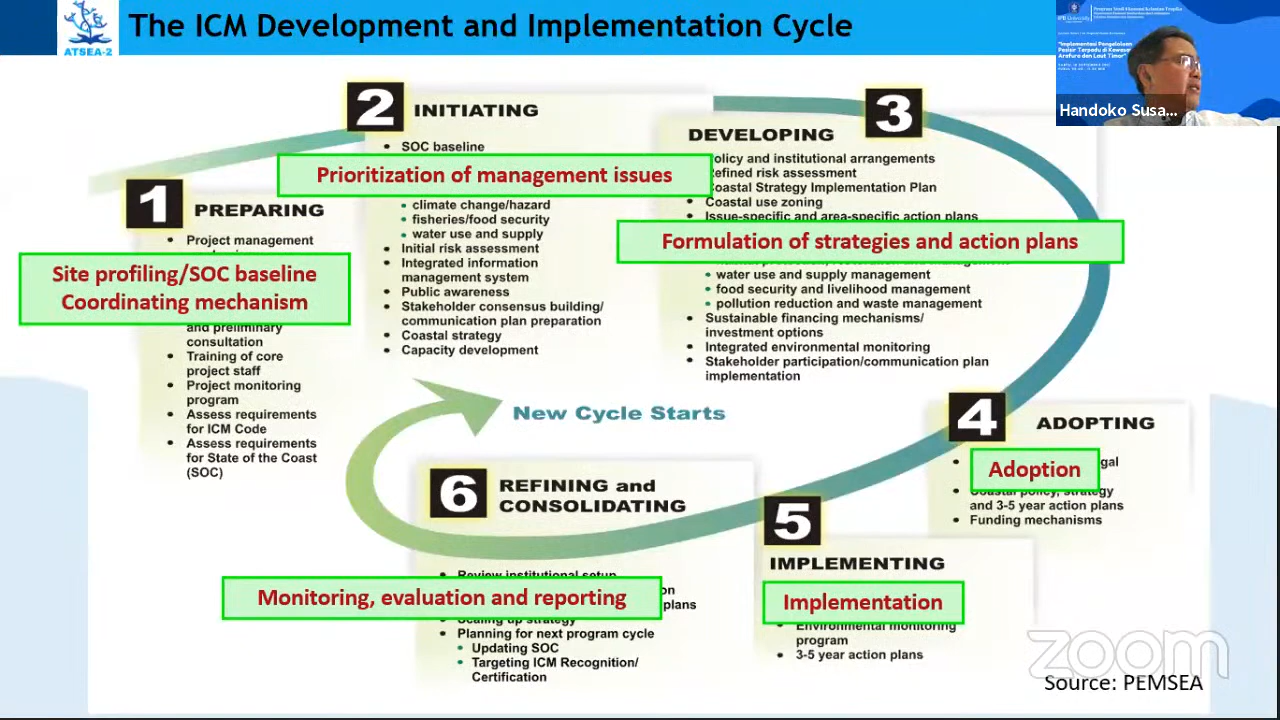 The ICM Development and Implementation Cycle
ATSEA-2
Handoko Susa...
1
PREPARING
Project management
Site profiling/SOC baseline
Coordinating mechanism
and preliminary
consultation
Training of core
project staff
Project monitoring
program
Assess requirements
for ICM Code
Assess requirements
for State of the Coast
(SOC)
2
INITIATING
SOC baseline
Prioritization of management issues
climate change/hazard
fisheries/food security
water use and supply
Initial risk assessment
Integrated information
management system
Public awareness
Stakeholder consensus building/
communication plan preparation
Coastal strategy
Capacity development
3
DEVELOPING
Policy and institutional arrangements
Refined risk assessment
Coastal Strategy Implementation Plan
Coastal use zoning
Issue-specific and area-specific action plans
Formulation of strategies and action plans
water use and supply management
food security and livelihood management
pollution reduction and waste management
Sustainable financing mechanisms/
investment options
Integrated environmental monitoring
Stakeholder participation/communication plan
implementation
New Cycle Starts
4
ADOPTING
Adoption
Coastal policy, strategy
and 3-5 year action plans
Funding mechanisms
5
IMPLEMENTING
Implementation
Environmental monitoring
program
3-5 year action plans
6
REFINING and
CONSOLIDATING
Review institutional setup
Monitoring, evaluation and reporting
plans
Scaling up strategy
Planning for next program cycle
Updating SOC
Targeting ICM Recognition/
Certification
zoom
Source: PEMSEA